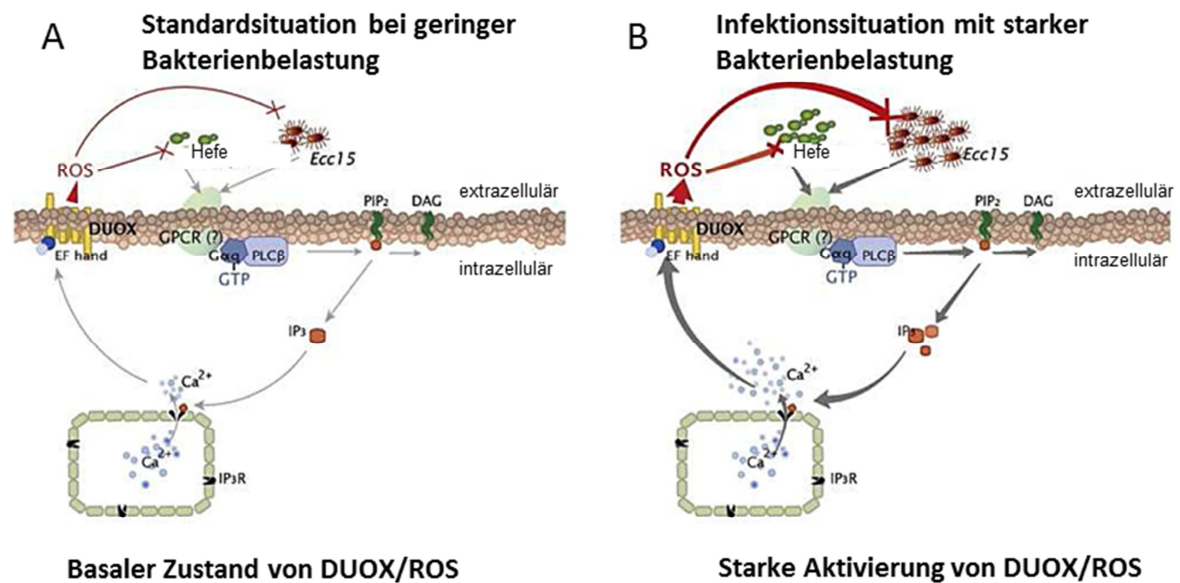 A
Standardsituation bei geringer
Bakterienbelastung
Hefe
Ecc15
ROS
extrazellulär
PIP2
DAG
DUOX
GPCR (?)
EF hand
Gαq
PLCβ
GTP
intrazellulär
IP3
Ca2+
Ca2+
IP3R
Basaler Zustand von DUOX/ROS
B
Infektionssituation mit starker
Bakterienbelastung
Hefe
Ecc15
ROS
extrazellulär
PIP2
DAG
DUOX
GPCR (?)
EF hand
Gαq
PLCβ
GTP
intrazellulär
IP3
Ca2+
Ca2+
IP3R
Starke Aktivierung von DUOX/ROS